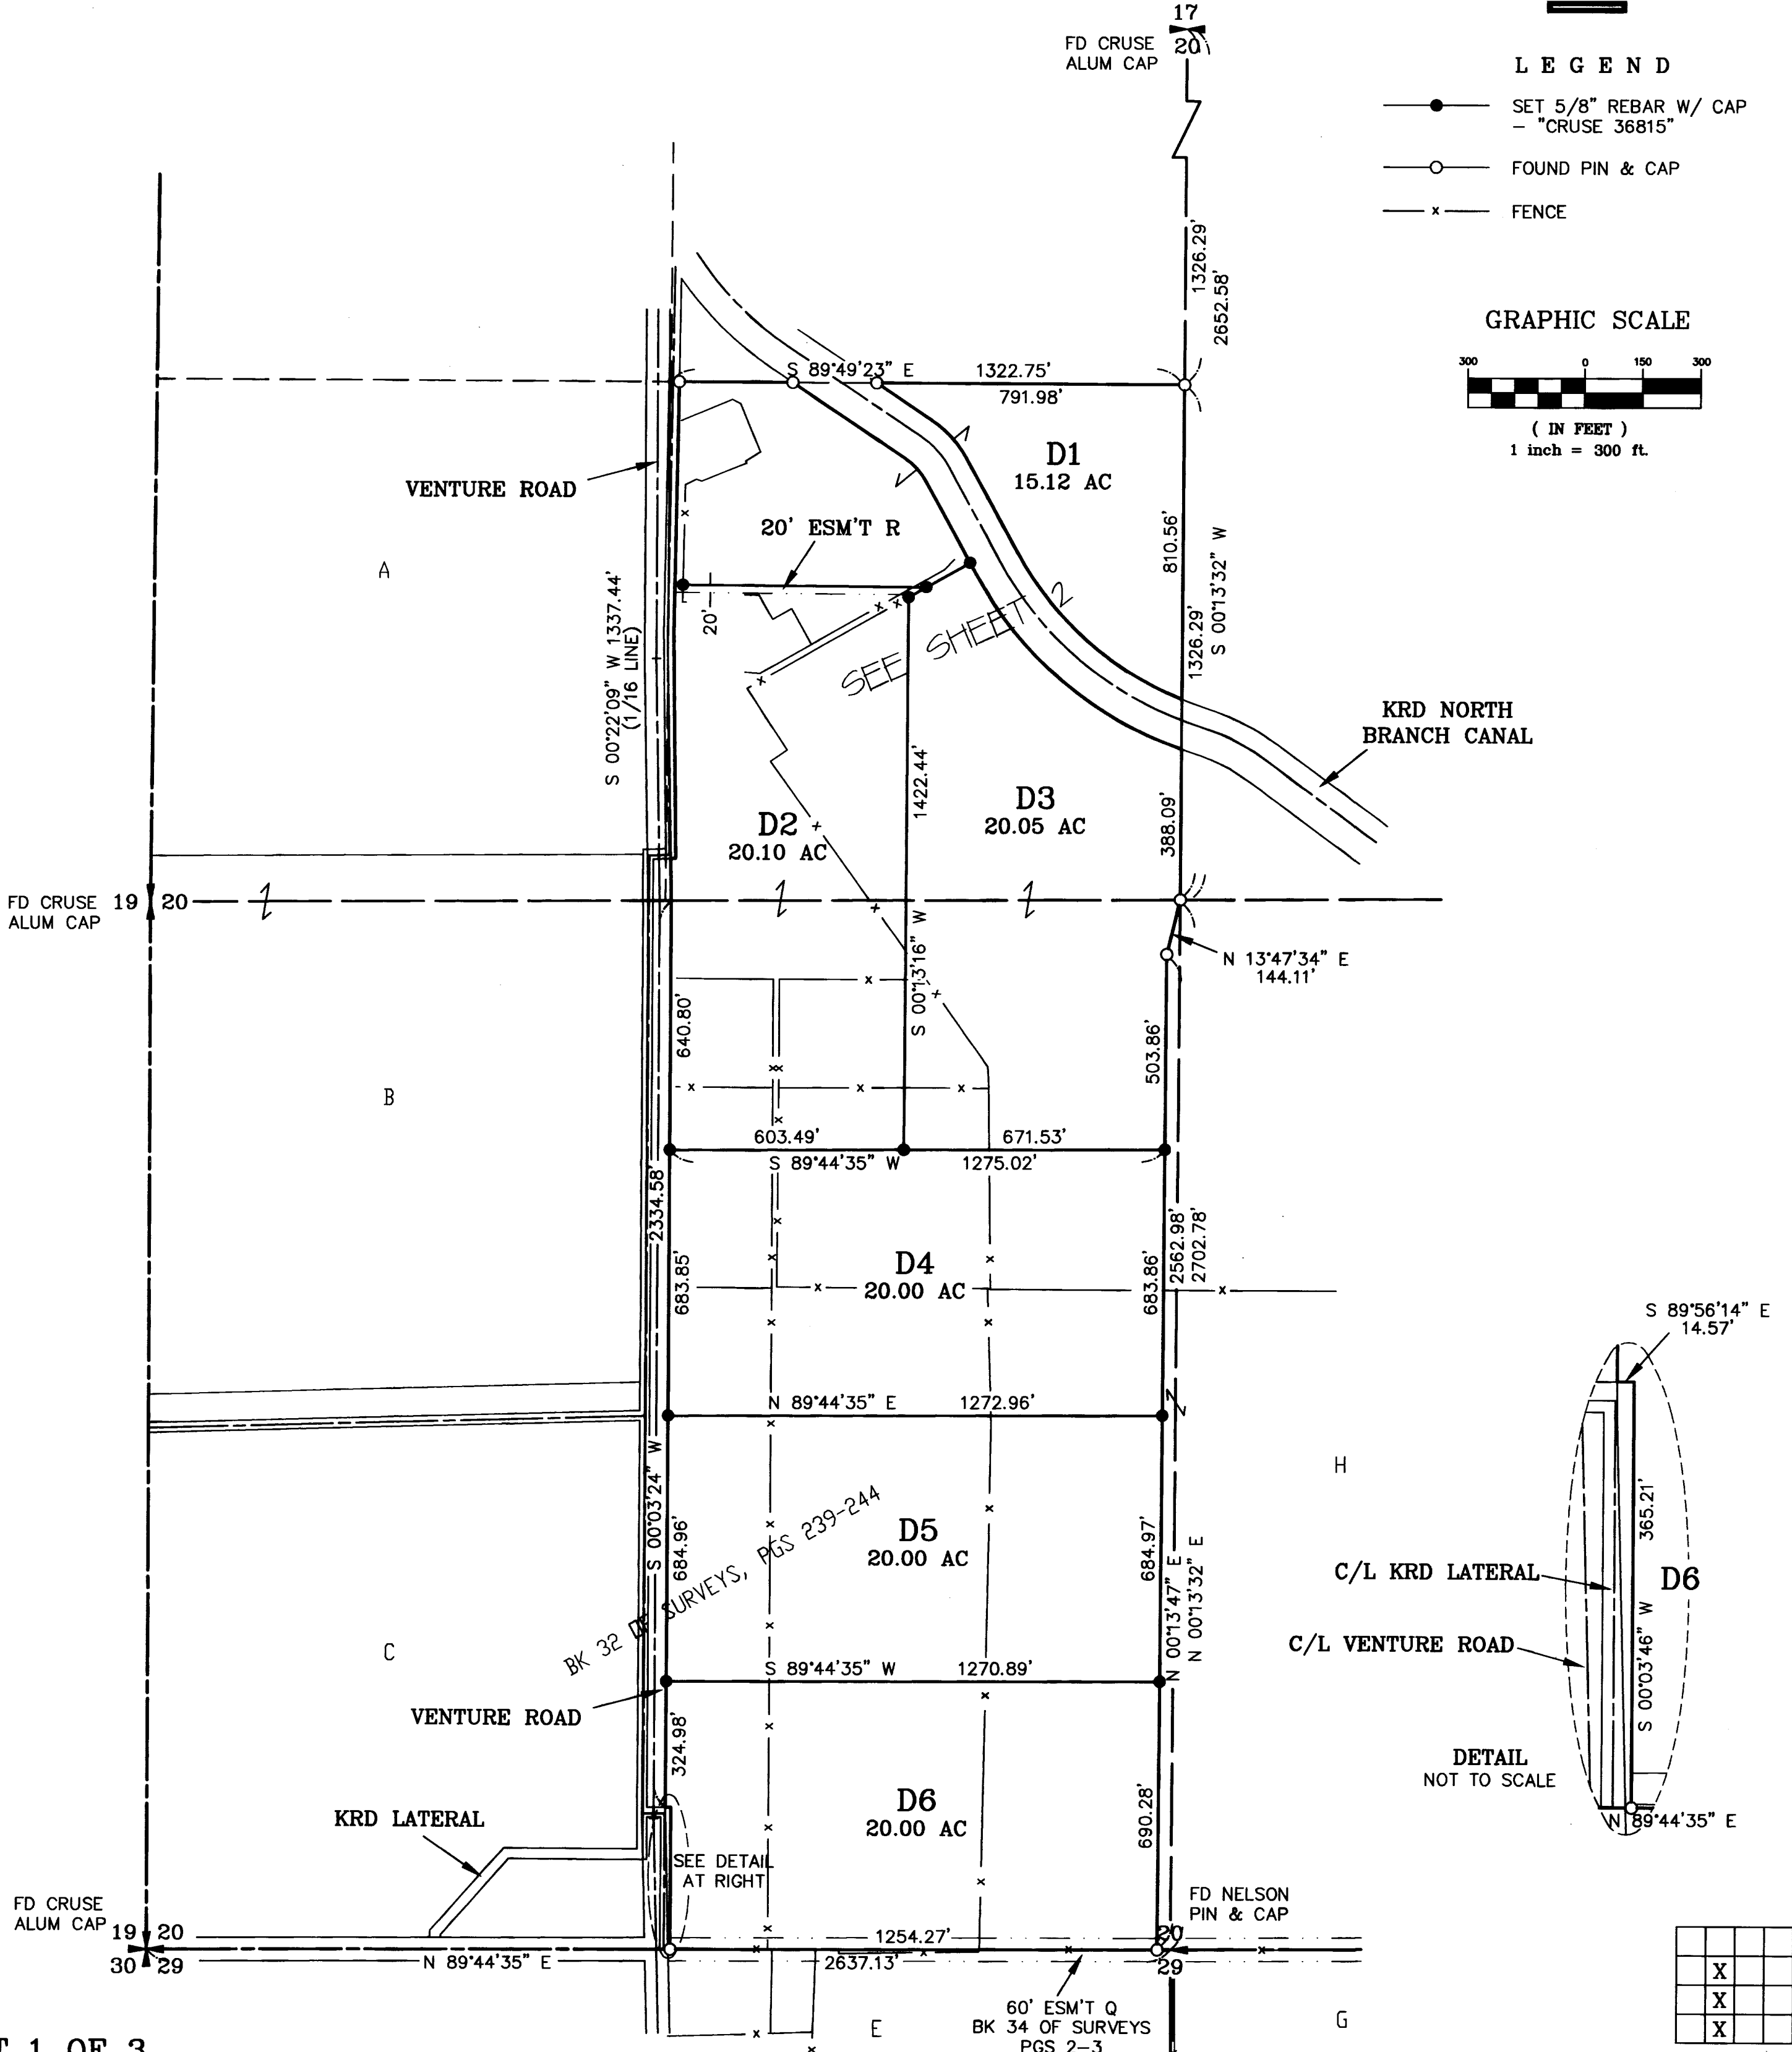 17
20
FD CRUSE
ALUM CAP
L E G E N D
SET 5/8" REBAR W/ CAP
– "CRUSE 36815"
FOUND PIN & CAP
x FENCE
1326.29'
2652.58'
GRAPHIC SCALE
300 0 150 300
( IN FEET )
1 inch = 300 ft.
S 89°49'23" E 1322.75'
791.98'
D1
15.12 AC
VENTURE ROAD
20' ESM'T R
20'
A
S 00°22'09" W 1337.44'
(1/16 LINE)
810.56'
1326.29'
S 00°13'32" W
SEE SHEET 2
KRD NORTH
BRANCH CANAL
1422.44'
S 00°13'16" W
D3
20.05 AC
D2
20.10 AC
388.09'
FD CRUSE
ALUM CAP
19 20
N 13°47'34" E
144.11'
640.80'
503.86'
B
603.49' 671.53'
S 89°44'35" W 1275.02'
2334.58'
683.85'
D4
20.00 AC
683.86'
2562.98'
2702.78'
S 89°56'14" E
14.57'
N 89°44'35" E 1272.96'
S 00°03'24" W
684.96'
BK 32 OF SURVEYS, PGS 239-244
D5
20.00 AC
684.97'
N 00°13'47" E
N 00°13'32" E
H
365.21'
C/L KRD LATERAL
D6
C/L VENTURE ROAD
S 00°03'46" W
C
S 89°44'35" W 1270.89'
VENTURE ROAD
324.98'
DETAIL
NOT TO SCALE
N 89°44'35" E
KRD LATERAL
D6
20.00 AC
690.28'
SEE DETAIL
AT RIGHT
FD CRUSE
ALUM CAP
19 20
30 29
FD NELSON
PIN & CAP
20
29
1254.27'
N 89°44'35" E 2637.13'
60' ESM'T Q
BK 34 OF SURVEYS
PGS 2-3
E
G
X
X
X
T 1 OF 3